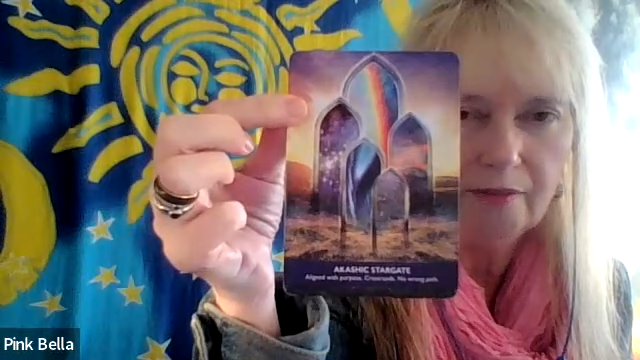 AKASHIC STARGATE
Aligned with purpose. Crossroads. No wrong path.
Pink Bella